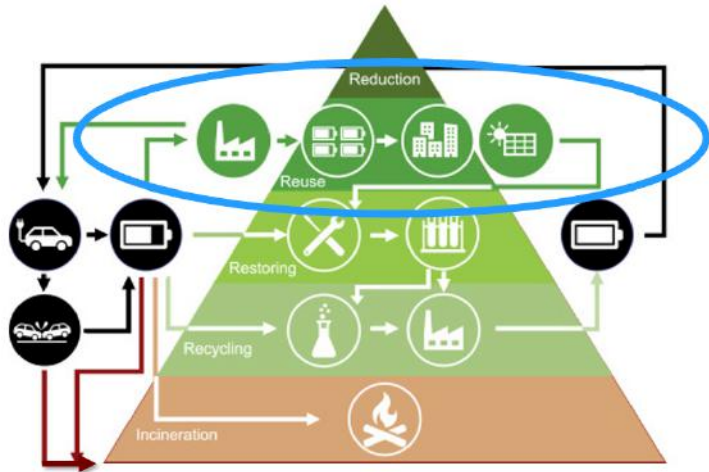 Reduction
Reuse
Restoring
Recycling
Incineration